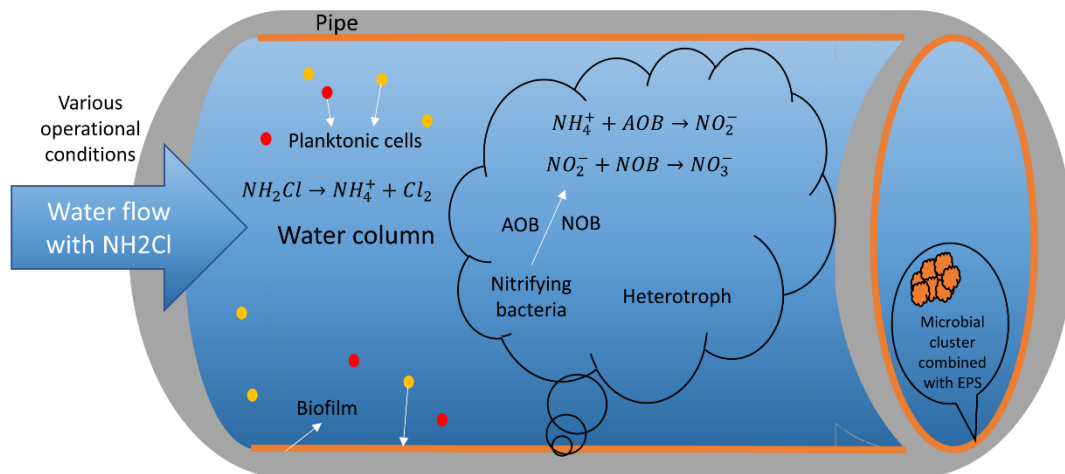 Pipe
Various
operational
conditions
Water flow
with NH2Cl
Planktonic cells
NH₂Cl → NH₄⁺ + Cl₂
Water column
NH₄⁺ + AOB → NO₂⁻
NO₂⁻ + NOB → NO₃⁻
AOB
NOB
Nitrifying
bacteria
Heterotroph
Biofilm
Microbial
cluster
combined
with EPS